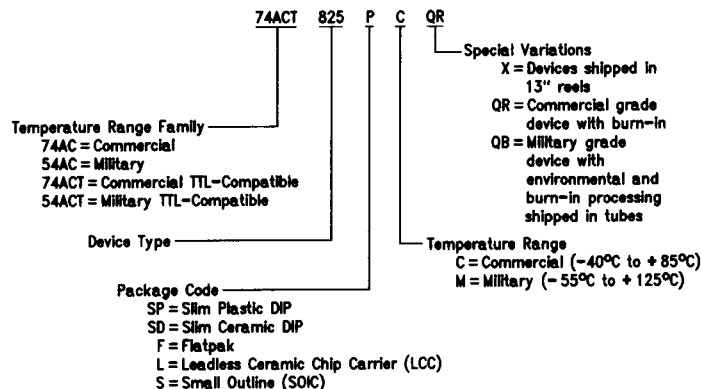 74ACT 825 P C QR
Special Variations
X = Devices shipped in
13" reels
QR = Commercial grade
device with burn-in
QB = Military grade
device with
environmental and
burn-in processing
shipped in tubes
Temperature Range Family
74AC = Commercial
54AC = Military
74ACT = Commercial TTL-Compatible
54ACT = Military TTL-Compatible
Device Type
Temperature Range
C = Commercial (-40°C to +85°C)
M = Military (-55°C to +125°C)
Package Code
SP = Slim Plastic DIP
SD = Slim Ceramic DIP
F = Flatpak
L = Leadless Ceramic Chip Carrier (LCC)
S = Small Outline (SOIC)